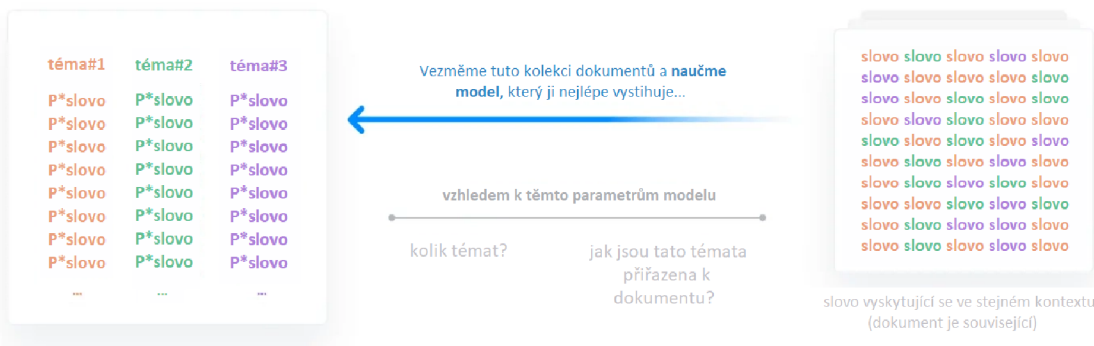 téma#1 téma#2 téma#3
P*slovo P*slovo P*slovo
P*slovo P*slovo P*slovo
P*slovo P*slovo P*slovo
P*slovo P*slovo P*slovo
P*slovo P*slovo P*slovo
P*slovo P*slovo P*slovo
P*slovo P*slovo P*slovo
P*slovo P*slovo P*slovo
... ... ...
Vezměme tuto kolekci dokumentů a naučme
model, který ji nejlépe vystihuje...
vzhledem k těmto parametrům modelu
kolik témat?
jak jsou tato témata
přiřazena k
dokumentu?
slovo slovo slovo slovo slovo
slovo slovo slovo slovo slovo
slovo slovo slovo slovo slovo
slovo slovo slovo slovo slovo
slovo slovo slovo slovo slovo
slovo slovo slovo slovo slovo
slovo slovo slovo slovo slovo
slovo slovo slovo slovo slovo
slovo slovo slovo slovo slovo
slovo slovo slovo slovo slovo
slovo vyskytující se ve stejném kontextu
(dokument je související)